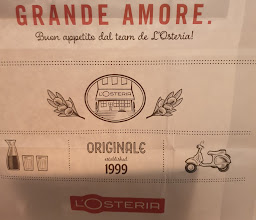 GRANDE AMORE.
Buon appetito dal team de L'Osteria!
L'OSTERIA
ORIGINALE
established
1999
L'OSTERIA